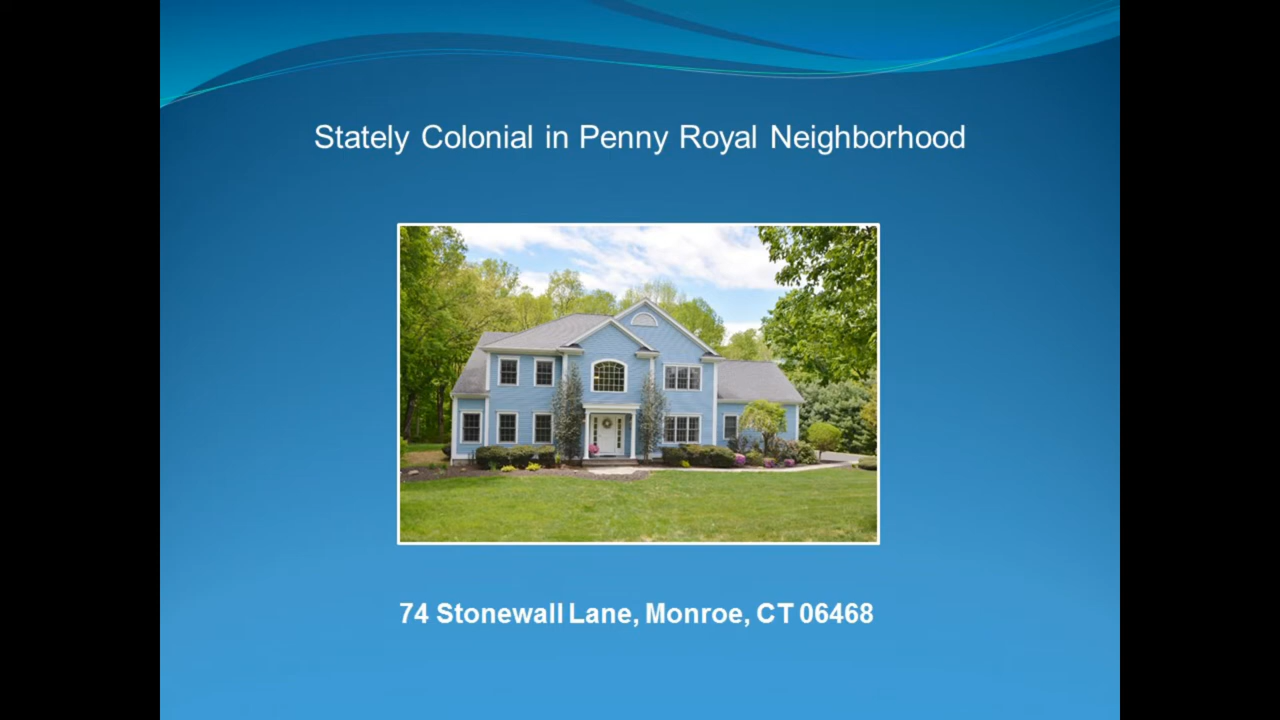 Stately Colonial in Penny Royal Neighborhood
74 Stonewall Lane, Monroe, CT 06468